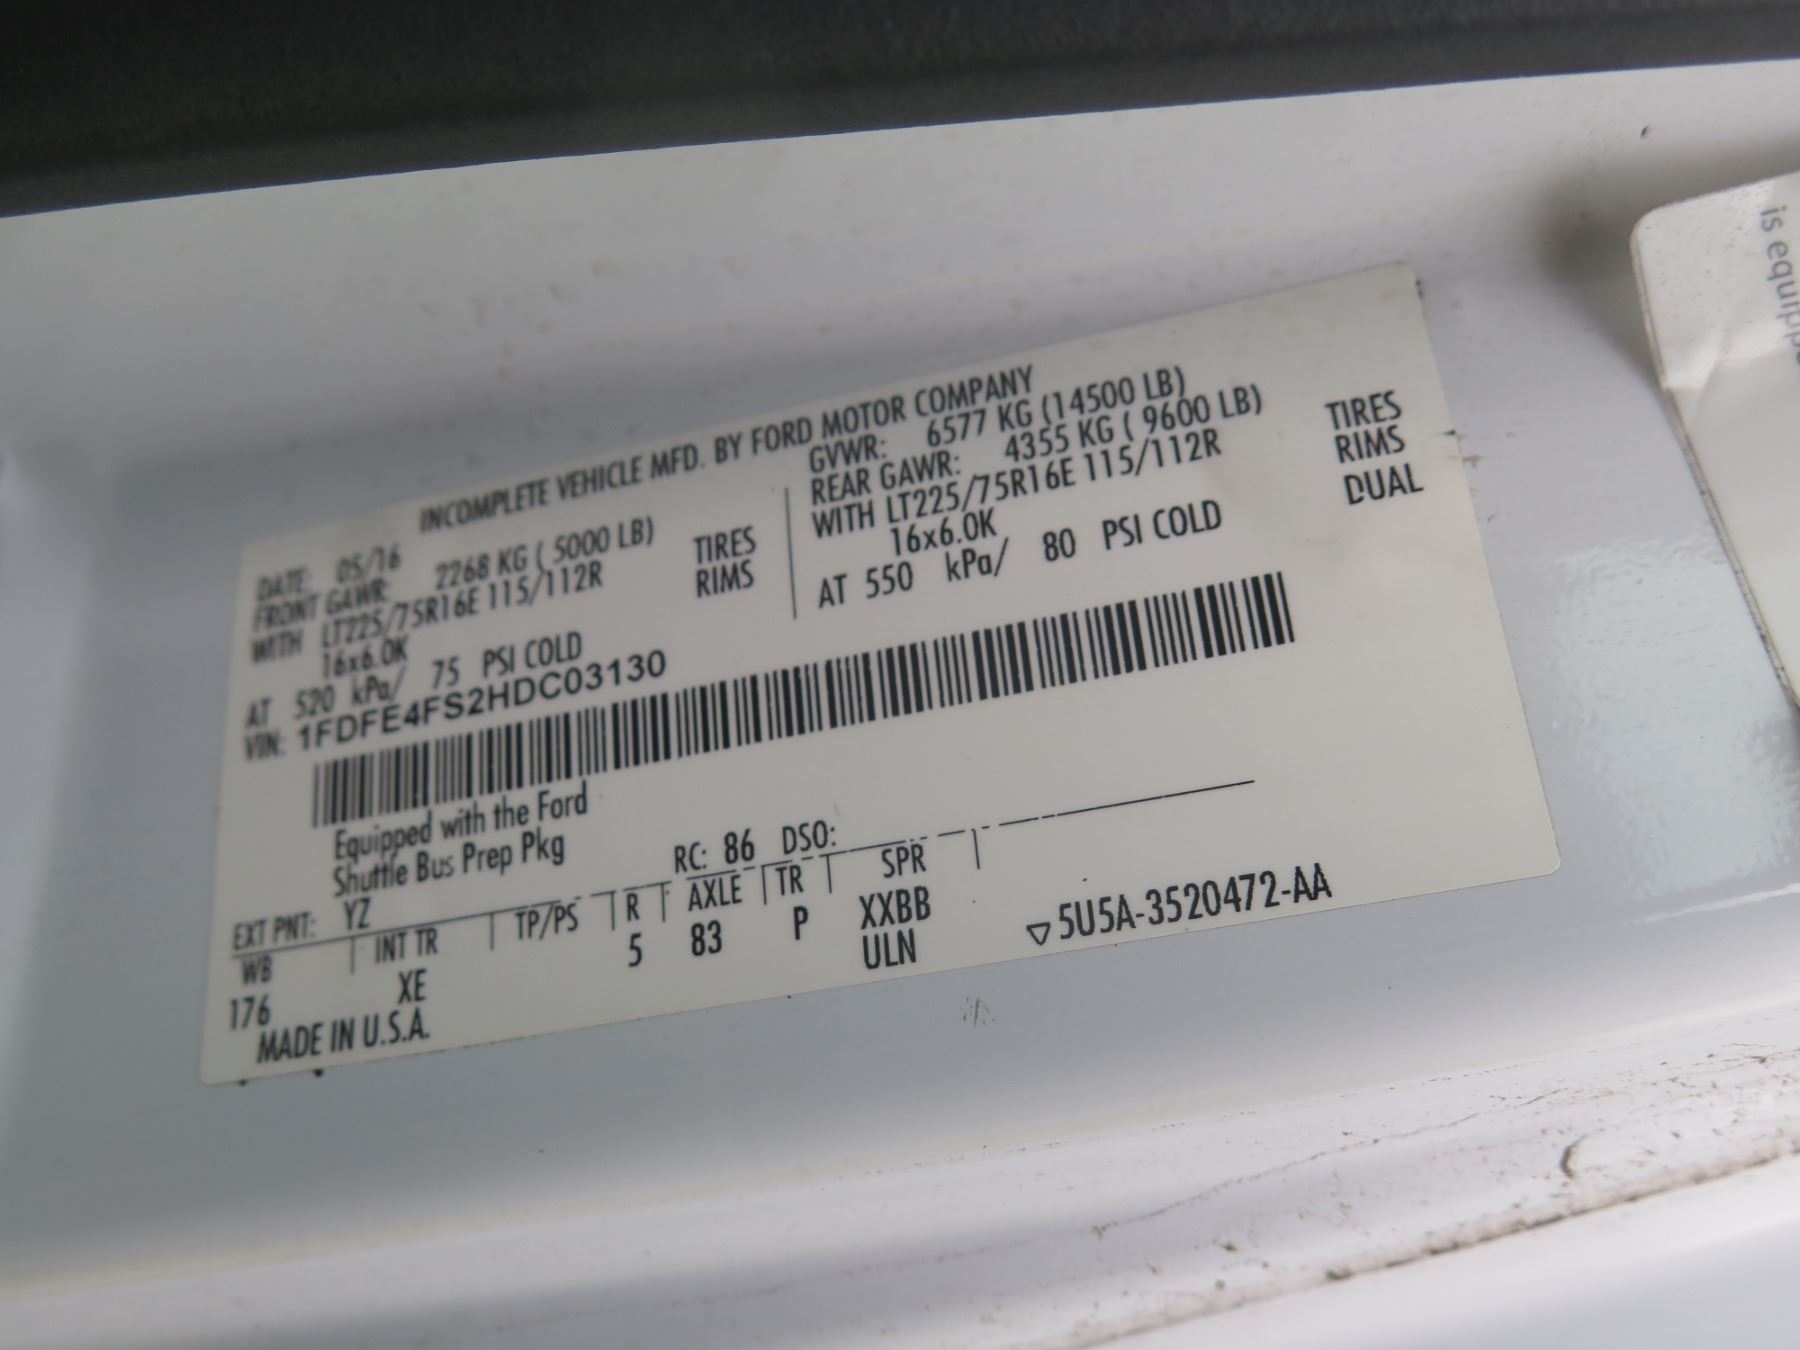 INCOMPLETE VEHICLE MFD. BY FORD MOTOR COMPANY
DATE: 05/16
FRONT GAWR: 2268 KG ( 5000 LB)
WITH LT225/75R16E 115/112R TIRES
16x6.0K RIMS
AT 520 kPa/ 75 PSI COLD
GVWR: 6577 KG (14500 LB)
REAR GAWR: 4355 KG ( 9600 LB)
WITH LT225/75R16E 115/112R TIRES
16x6.0K RIMS
AT 550 kPa/ 80 PSI COLD DUAL
VIN: 1FDFE4FS2HDC03130
Equipped with the Ford
Shuttle Bus Prep Pkg
EXT PNT: YZ RC: 86 DSO:
WB INT TR TP/PS R AXLE TR SPR
176 XE 5 83 P XXBB
ULN
MADE IN U.S.A.
▽5U5A-3520472-AA
is equipp